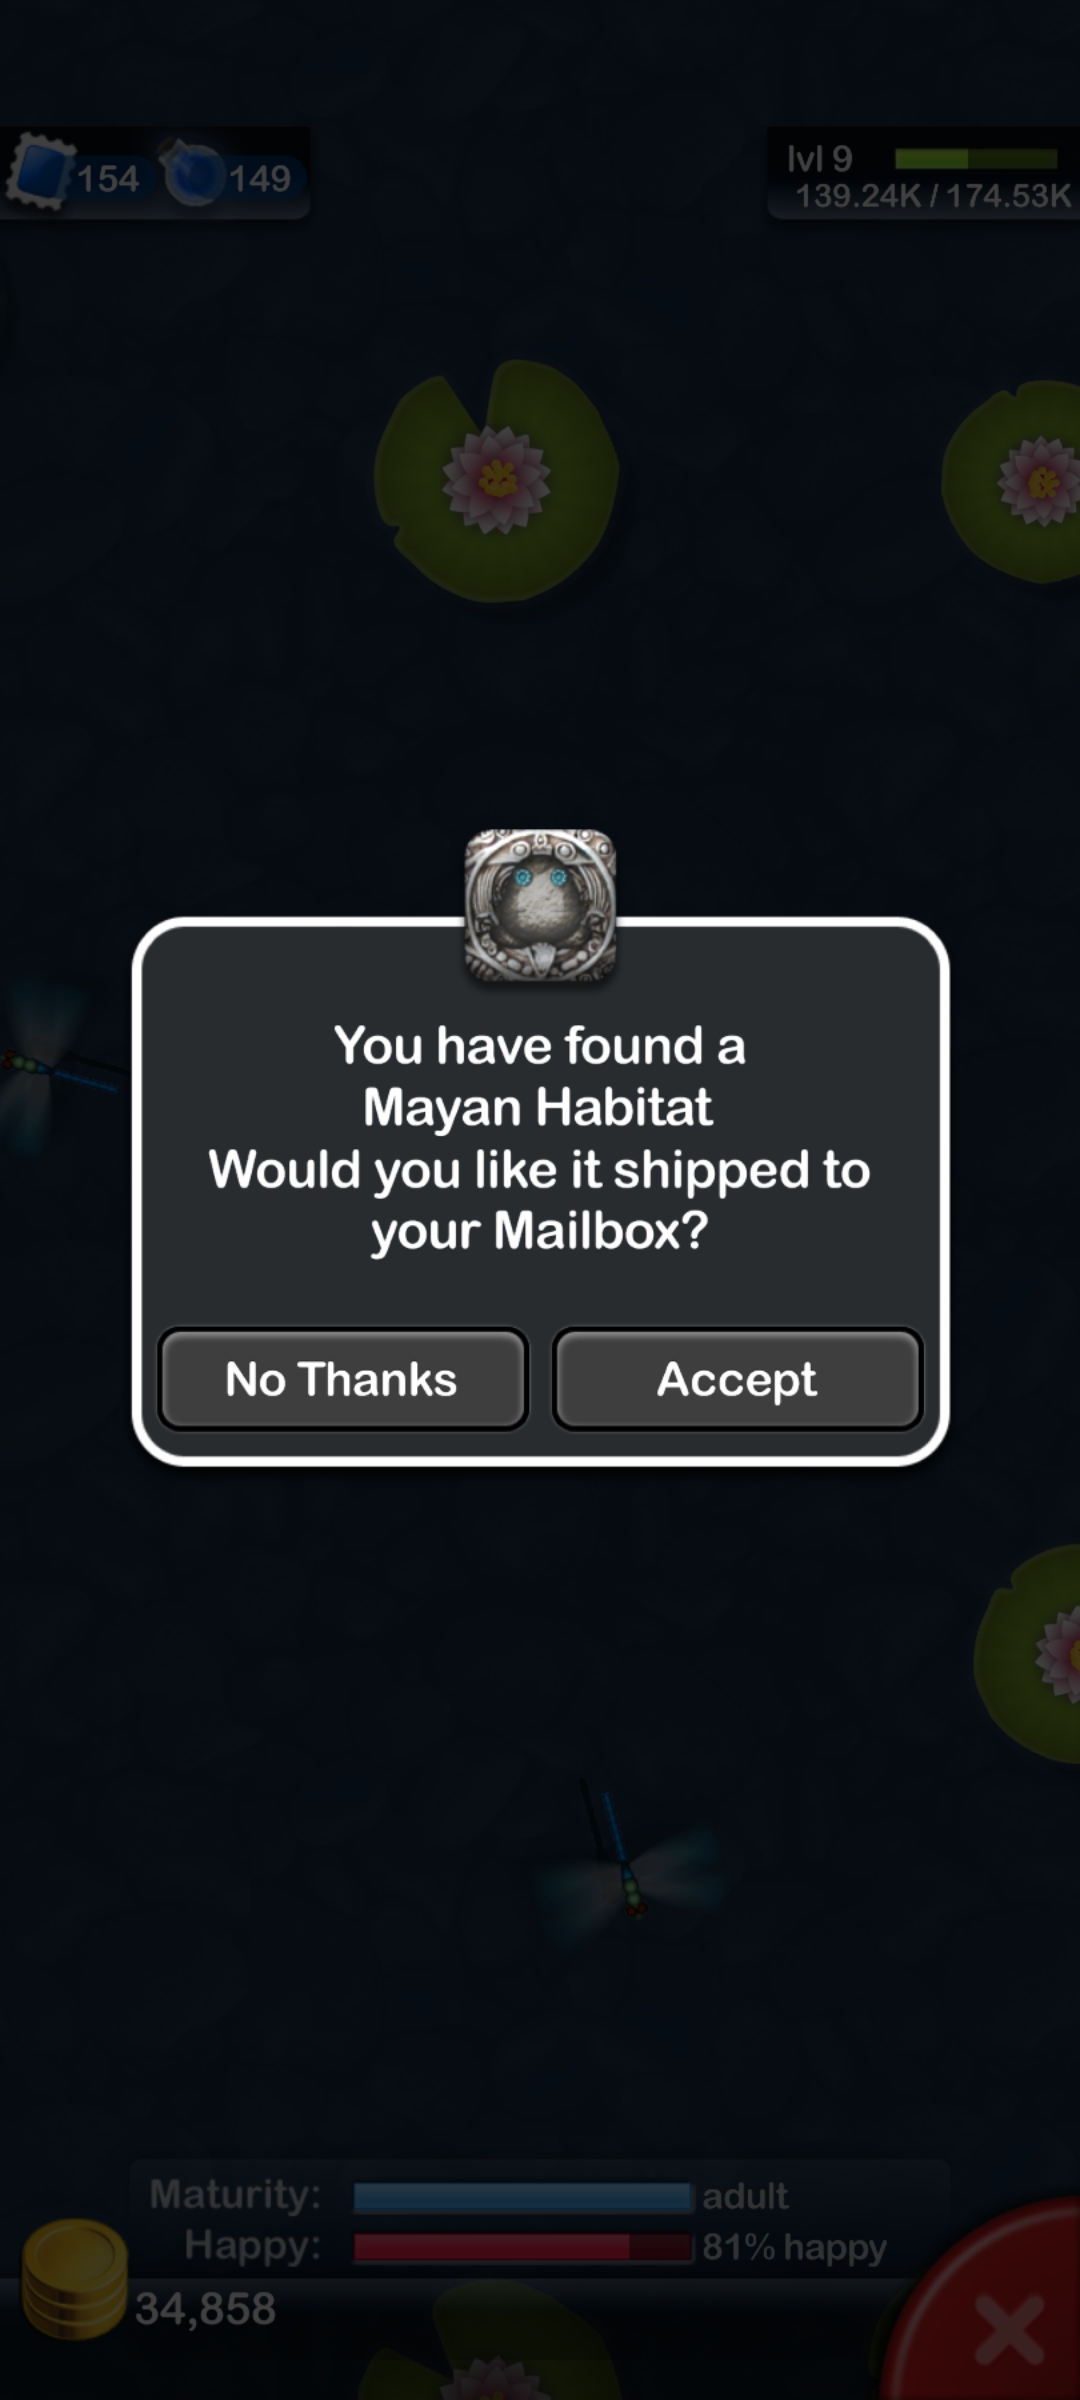 154 149
lvl 9
139.24K / 174.53K
You have found a
Mayan Habitat
Would you like it shipped to
your Mailbox?
No Thanks Accept
Maturity: adult
Happy: 81% happy
34,858